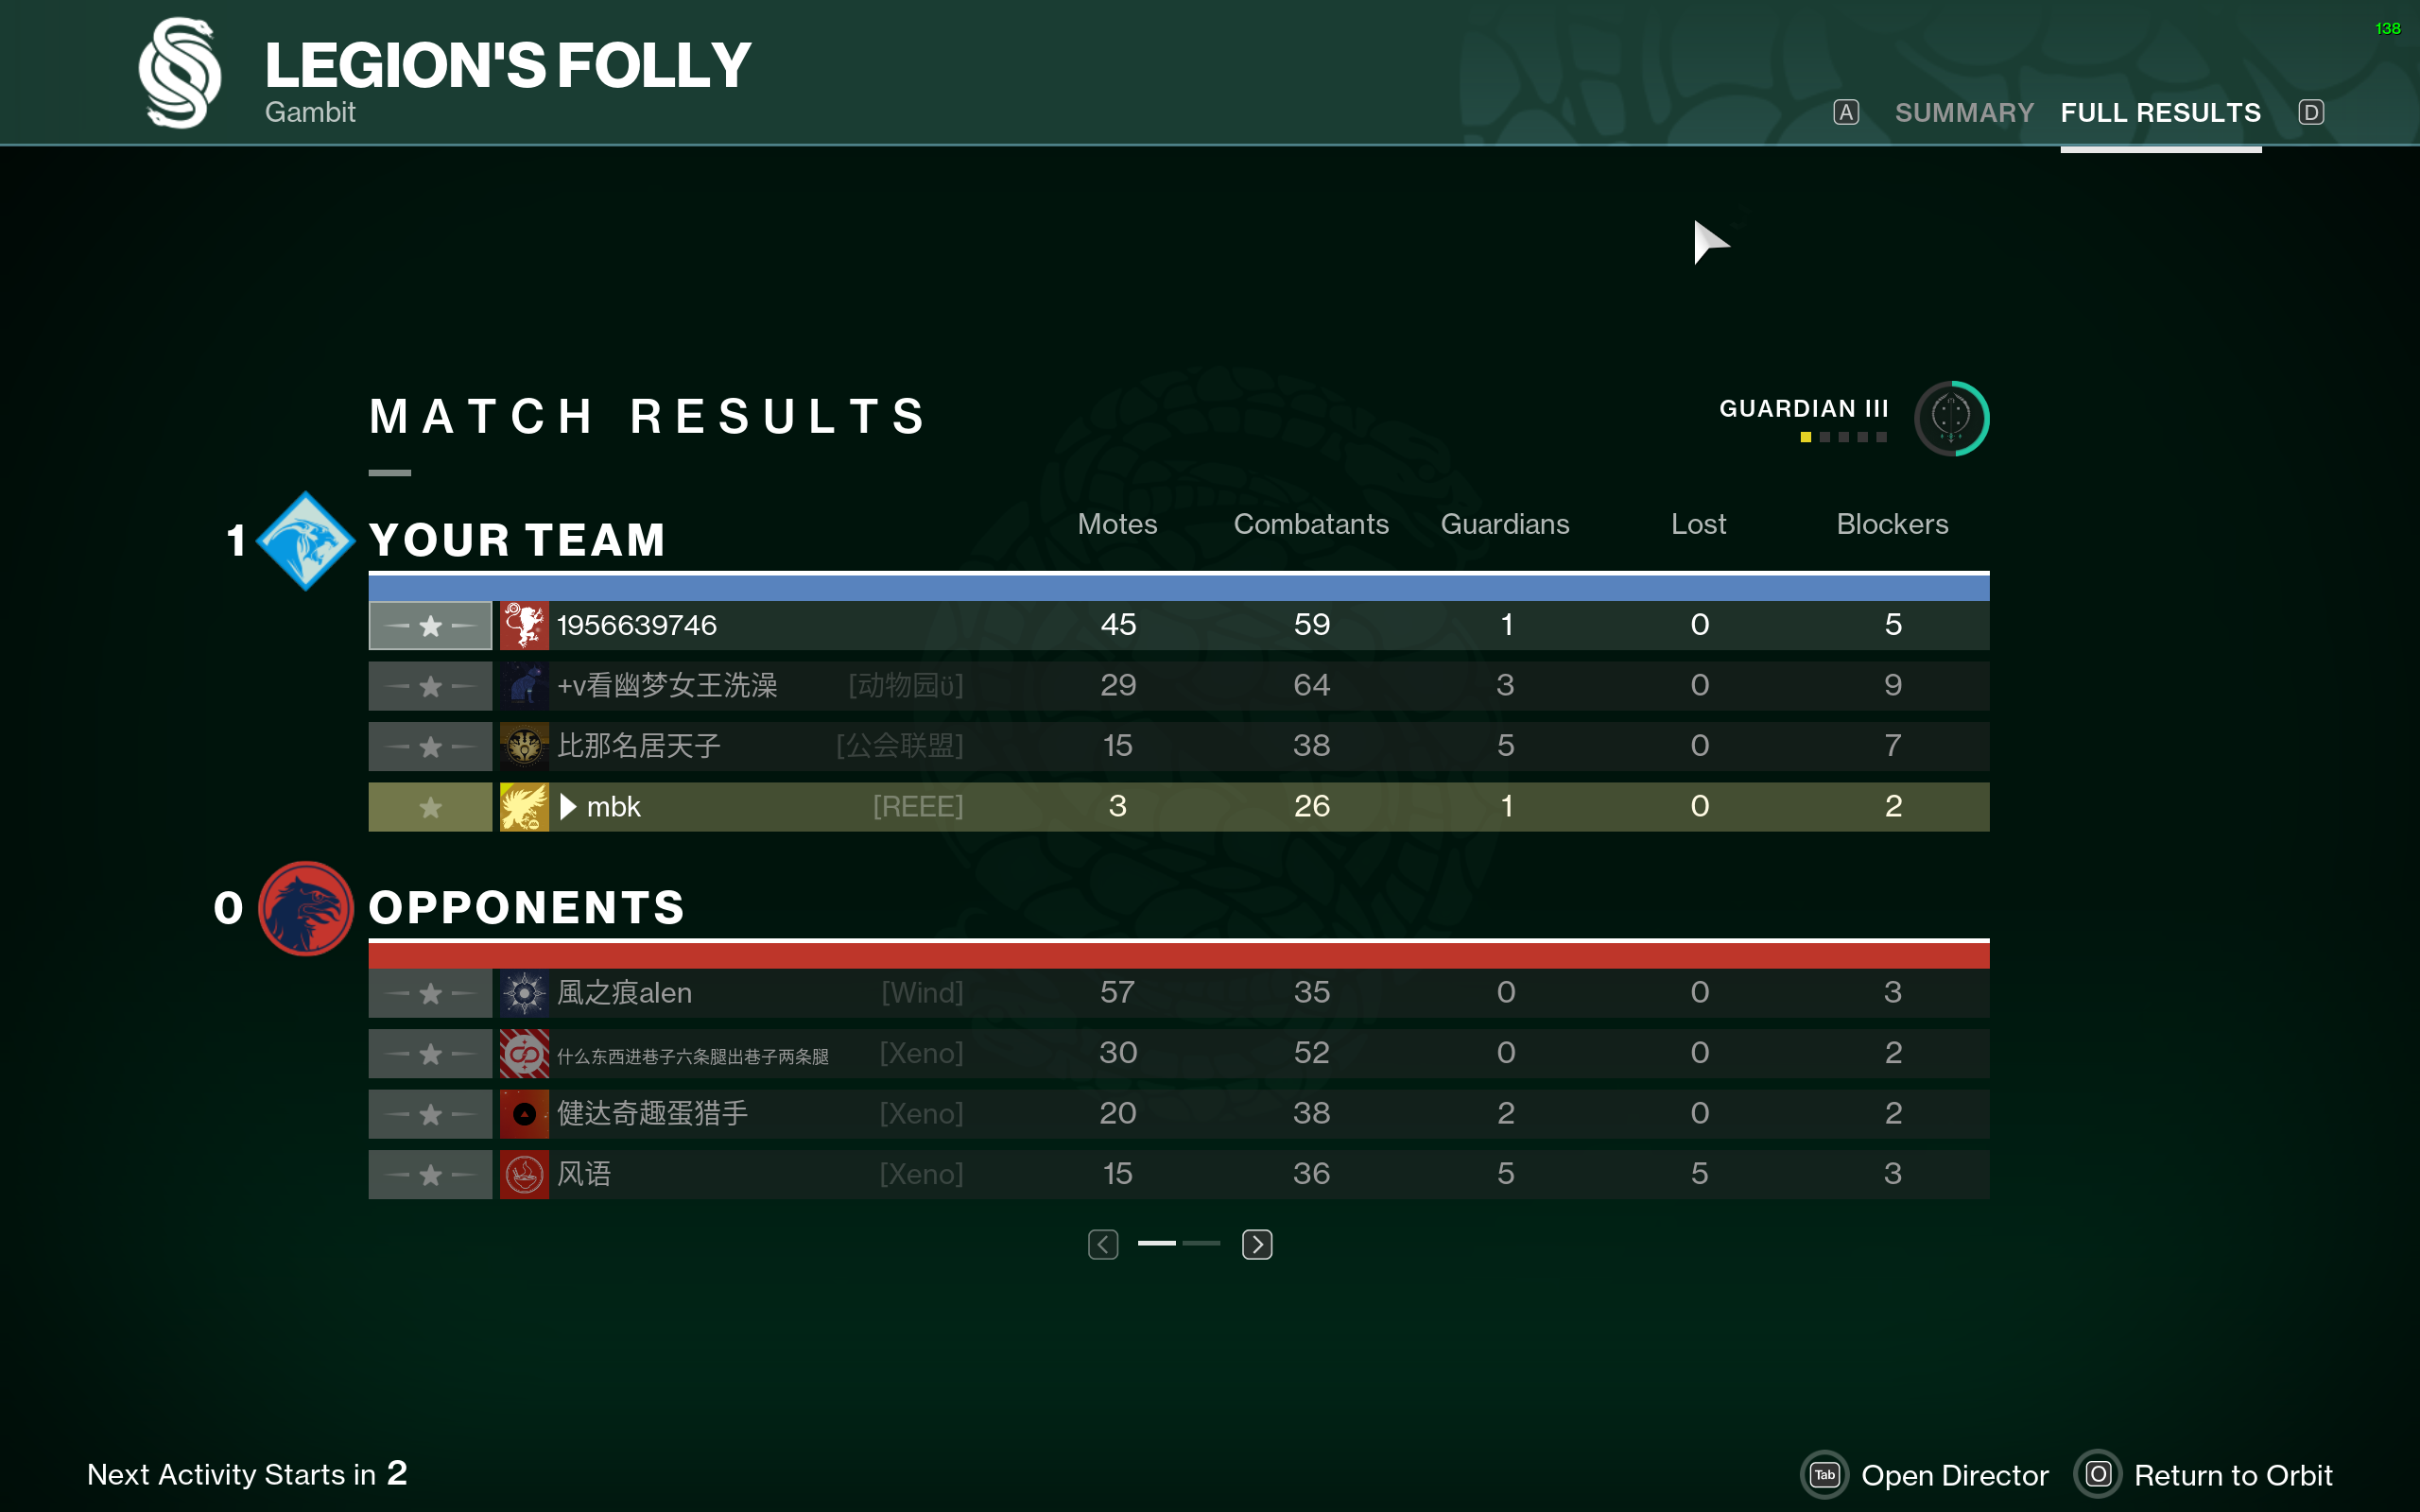 138
LEGION'S FOLLY
Gambit
A SUMMARY FULL RESULTS D
MATCH RESULTS
GUARDIAN III
1 YOUR TEAM Motes Combatants Guardians Lost Blockers
1956639746 45 59 1 0 5
+v看幽梦女王洗澡 [动物园ü] 29 64 3 0 9
比那名居天子 [公会联盟] 15 38 5 0 7
mbk [REEE] 3 26 1 0 2
0 OPPONENTS
風之痕alen [Wind] 57 35 0 0 3
什么东西进巷子六条腿出巷子两条腿 [Xeno] 30 52 0 0 2
健达奇趣蛋猎手 [Xeno] 20 38 2 0 2
风语 [Xeno] 15 36 5 5 3
Next Activity Starts in 2
Tab Open Director O Return to Orbit